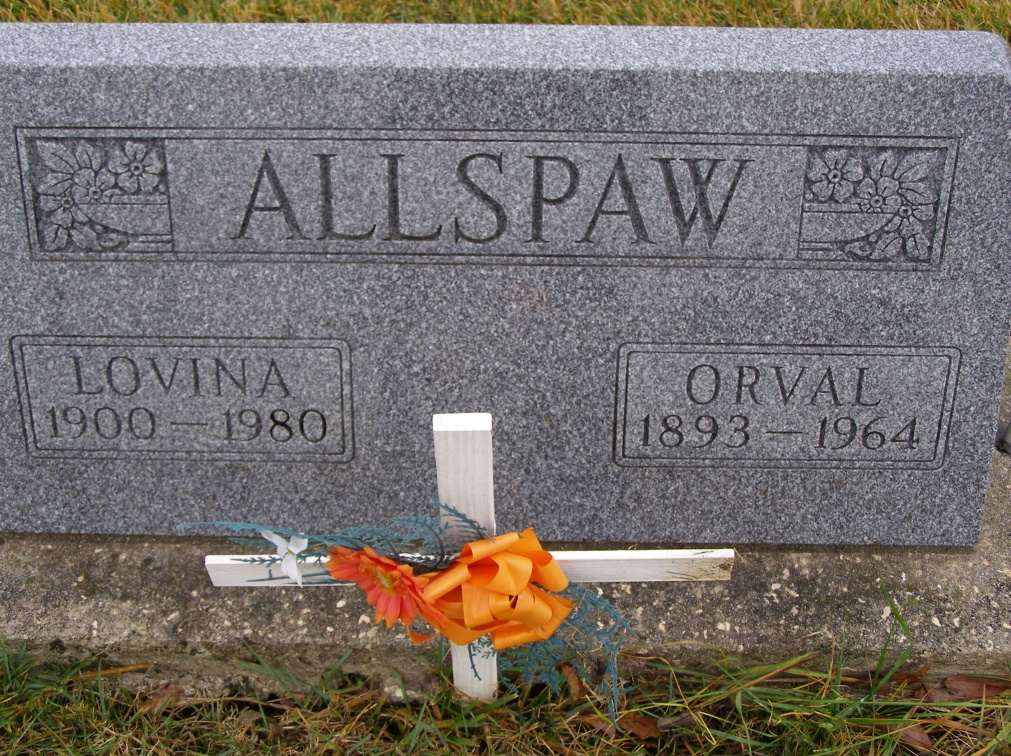 ALLSPAW
LOVINA
1900 — 1980
ORVAL
1893 — 1964